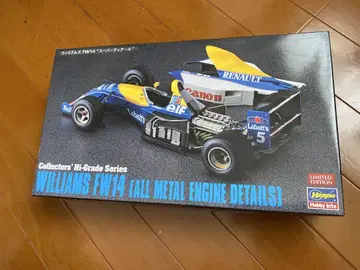 ウィリアムズ FW14 "スーパーディテール"
RENAULT
Canon
elf
Labatt's
Labatt's
5
Collectors' Hi-Grade Series
WILLIAMS FW14 [ALL METAL ENGINE DETAILS]
LIMITED EDITION
Hasegawa
Hobby kits